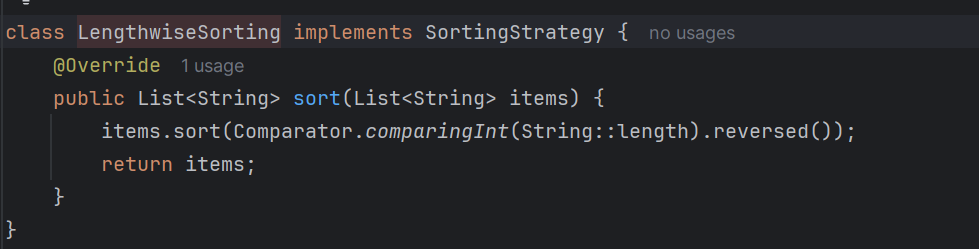 class LengthwiseSorting implements SortingStrategy { no usages
@Override 1 usage
public List<String> sort(List<String> items) {
items.sort(Comparator.comparingInt(String::length).reversed());
return items;
}
}